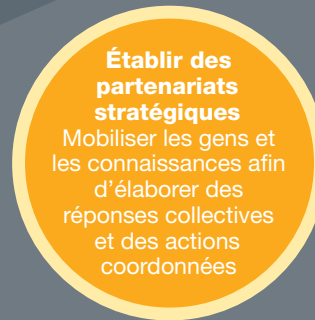 Établir des
partenariats
stratégiques
Mobiliser les gens et
les connaissances afin
d’élaborer des
réponses collectives
et des actions
coordonnées